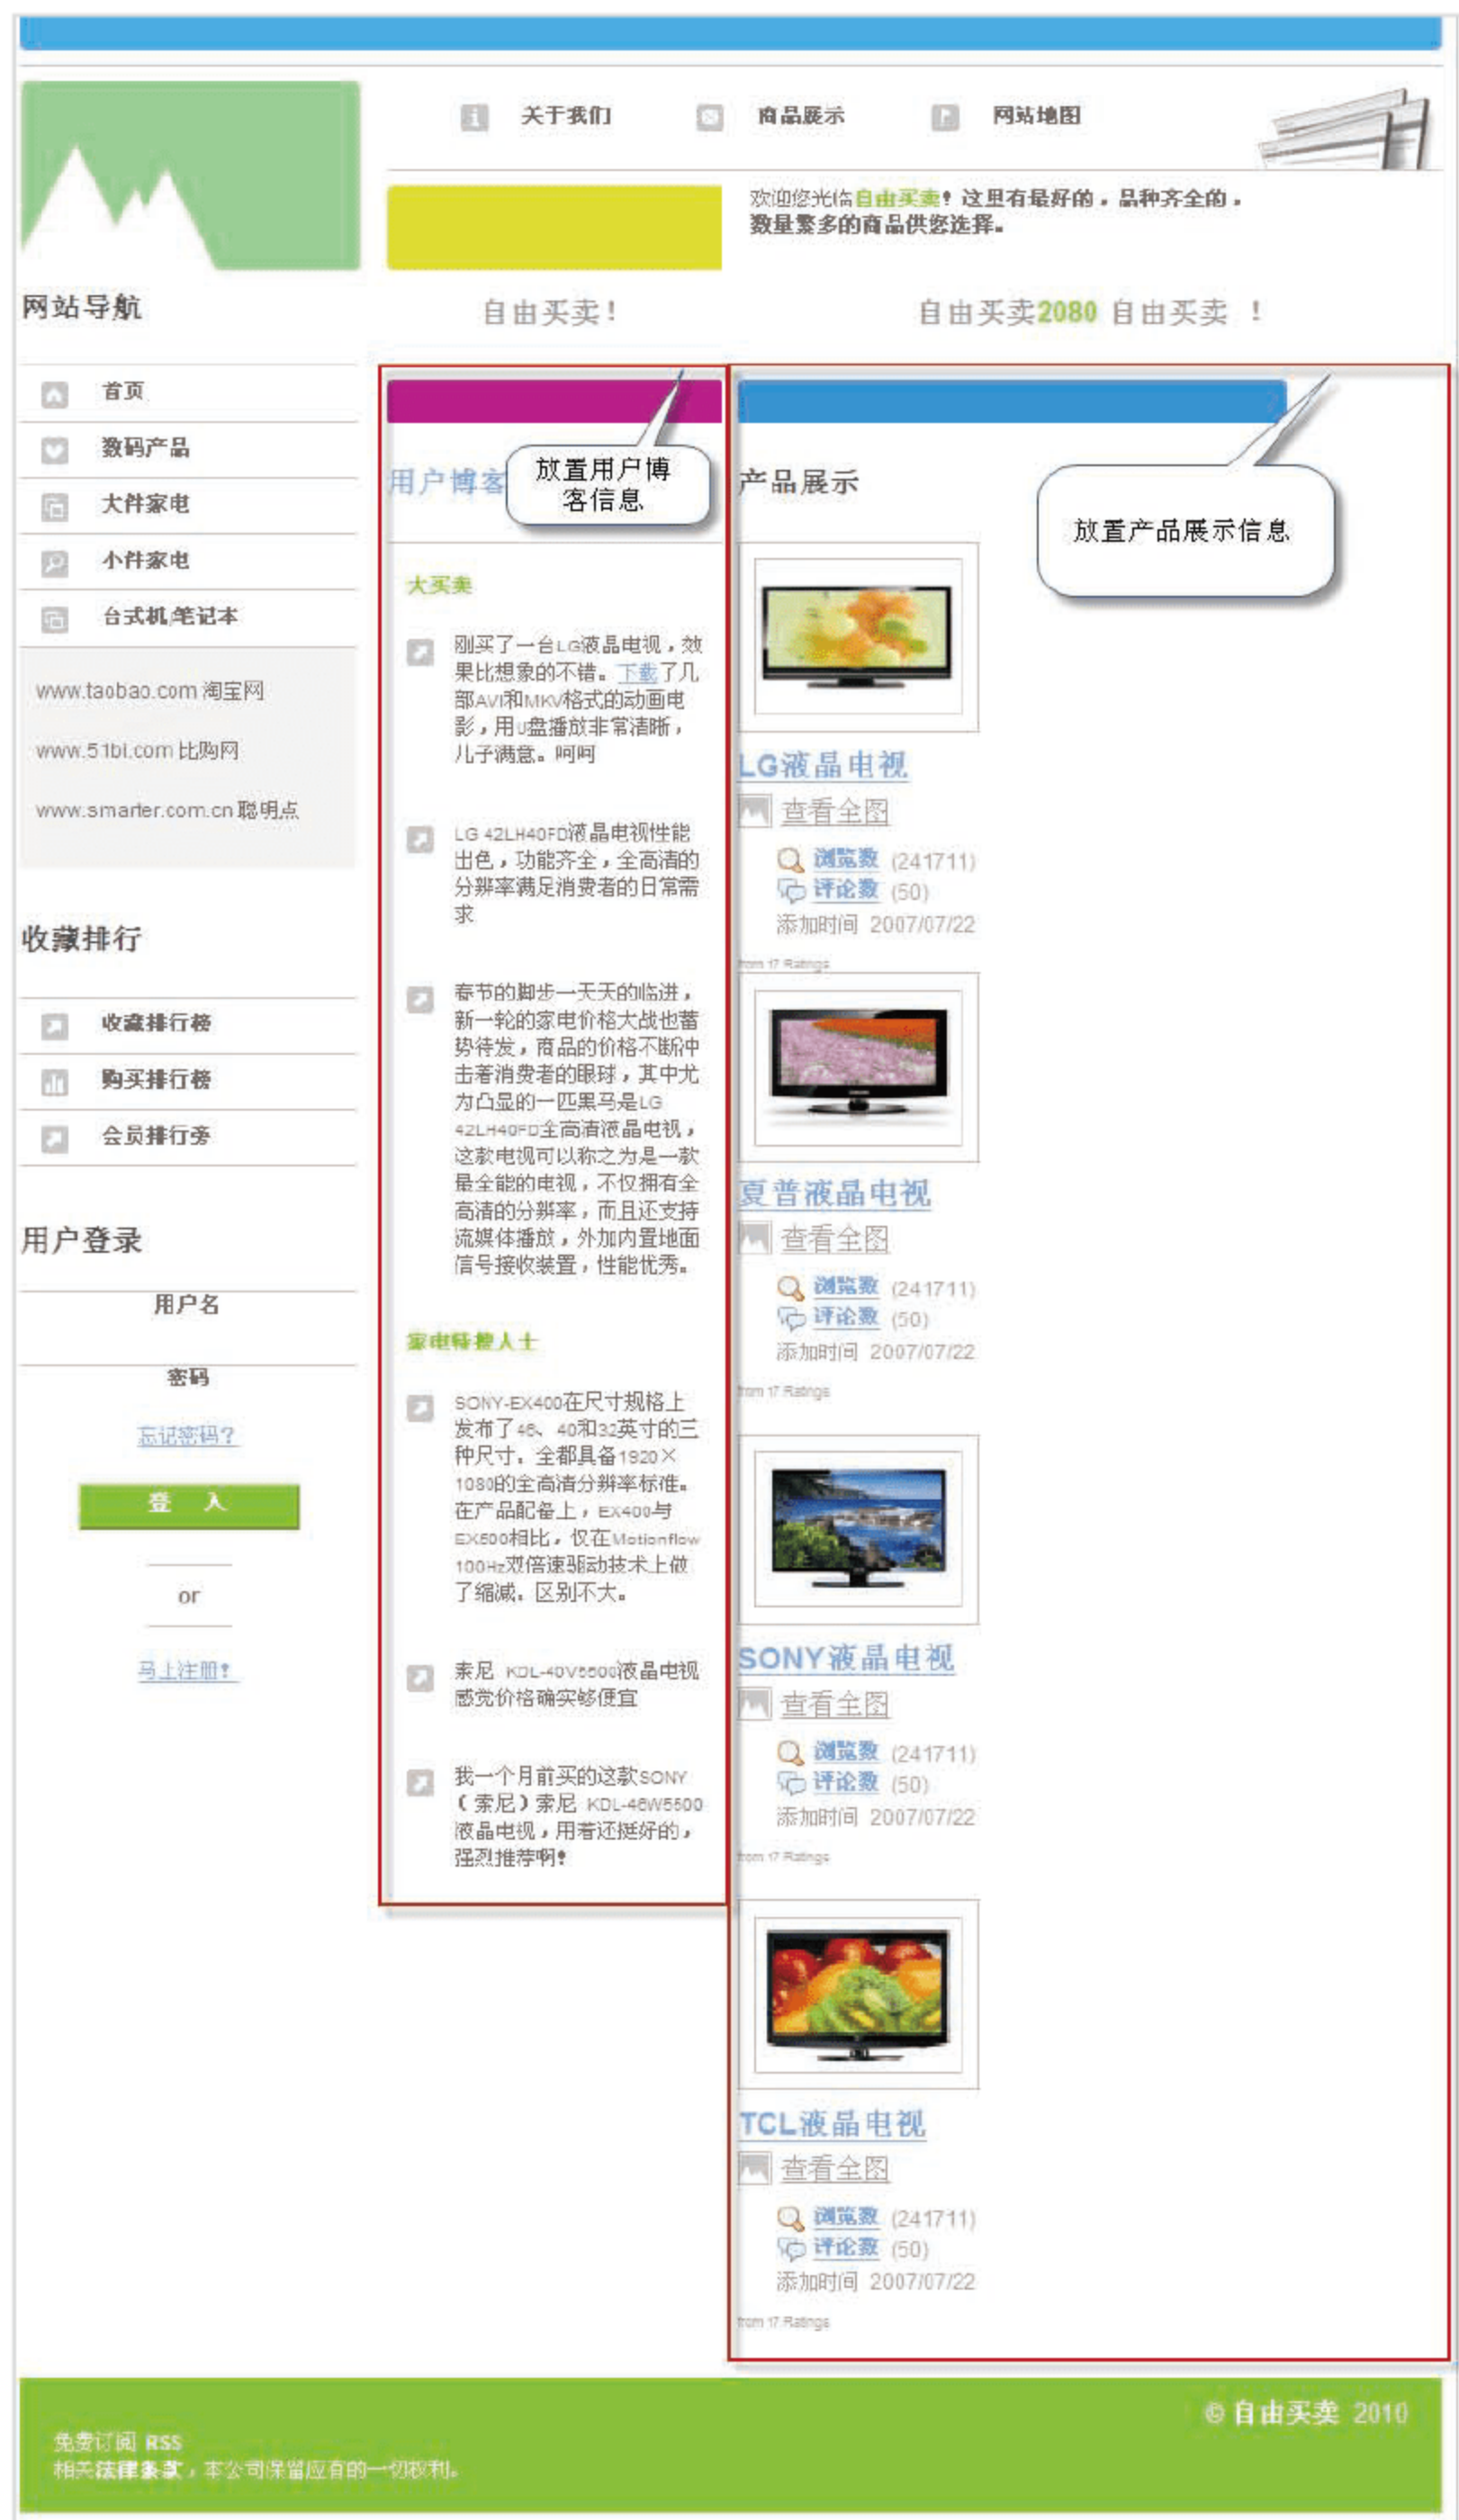 关于我们
商品展示
网站地图
欢迎您光临自由买卖！这里有最好的，品种齐全的，
数量繁多的商品供您选择。
网站导航
自由买卖！
自由买卖2080 自由买卖 ！
首页
数码产品
大件家电
小件家电
台式机/笔记本
www.taobao.com 淘宝网
www.51bi.com 比购网
www.smarter.com.cn 聪明点
收藏排行
收藏排行榜
购买排行榜
会员排行旁
用户登录
用户名
密码
忘记密码？
登 入
or
马上注册！
用户博客
放置用户博
客信息
大买卖
刚买了一台LG液晶电视，效
果比想象的不错。下载了几
部AVI和MKV格式的动画电
影，用U盘播放非常清晰，
儿子满意。呵呵
LG 42LH40FD液晶电视性能
出色，功能齐全，全高清的
分辨率满足消费者的日常需
求
春节的脚步一天天的临进，
新一轮的家电价格大战也蓄
势待发，商品的价格不断冲
击著消费者的眼球，其中尤
为凸显的一匹黑马是LG
42LH40FD全高清液晶电视，
这款电视可以称之为是一款
最全能的电视，不仅拥有全
高清的分辨率，而且还支持
流媒体播放，外加内置地面
信号接收装置，性能优秀。
家电特搜人士
SONY-EX400在尺寸规格上
发布了46、40和32英寸的三
种尺寸。全都具备1920×
1080的全高清分辨率标准。
在产品配备上，EX400与
EX500相比，仅在Motionflow
100Hz双倍速驱动技术上做
了缩减。区别不大。
索尼 KDL-40V5500液晶电视
感觉价格确实够便宜
我一个月前买的这款SONY
（索尼）索尼 KDL-46W5500
液晶电视，用着还挺好的，
强烈推荐啊！
产品展示
放置产品展示信息
LG液晶电视
查看全图
浏览数 (241711)
评论数 (50)
添加时间 2007/07/22
from 17 Ratings
夏普液晶电视
查看全图
浏览数 (241711)
评论数 (50)
添加时间 2007/07/22
from 17 Ratings
SONY液晶电视
查看全图
浏览数 (241711)
评论数 (50)
添加时间 2007/07/22
from 17 Ratings
TCL液晶电视
查看全图
浏览数 (241711)
评论数 (50)
添加时间 2007/07/22
from 17 Ratings
© 自由买卖 2010
免费订阅 RSS
相关法律条款，本公司保留应有的一切权利。